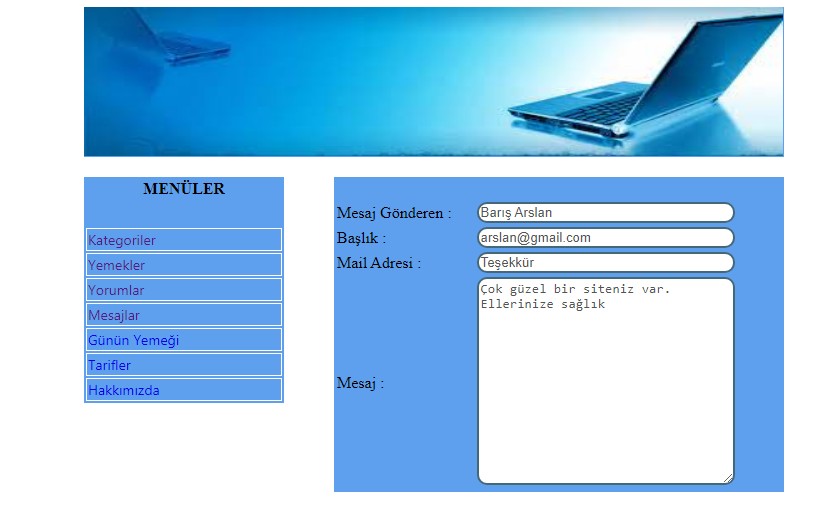 MENÜLER
Kategoriler
Yemekler
Yorumlar
Mesajlar
Günün Yemeği
Tarifler
Hakkımızda
Mesaj Gönderen : Barış Arslan
Başlık : arslan@gmail.com
Mail Adresi : Teşekkür
Mesaj :
Çok güzel bir siteniz var.
Ellerinize sağlık